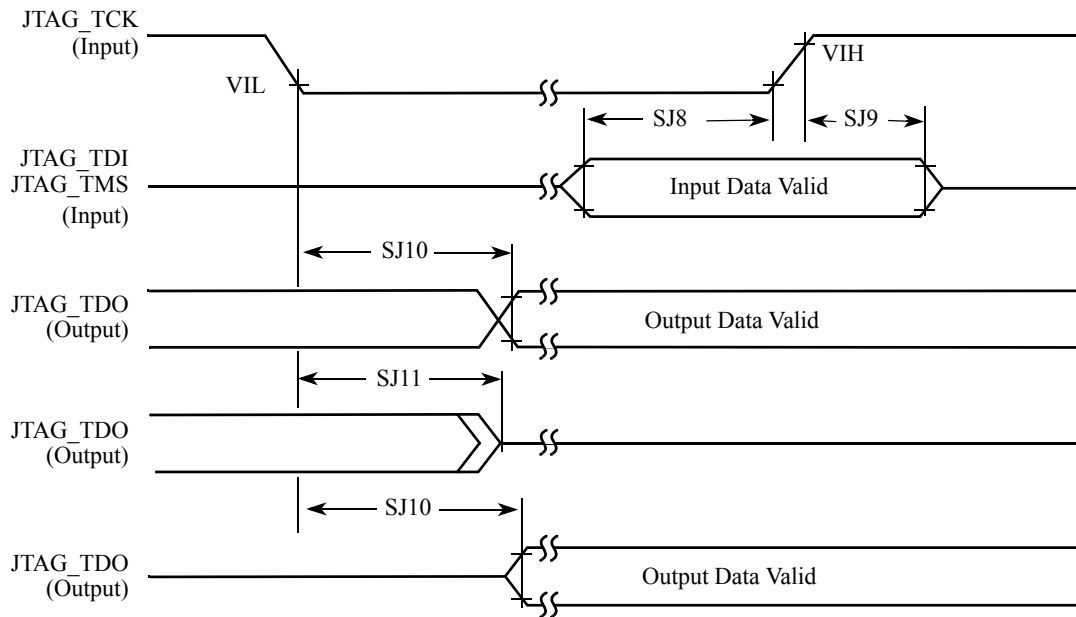 JTAG_TCK
(Input)
VIL
VIH
SJ8
SJ9
JTAG_TDI
JTAG_TMS
(Input)
Input Data Valid
SJ10
JTAG_TDO
(Output)
Output Data Valid
SJ11
JTAG_TDO
(Output)
SJ10
JTAG_TDO
(Output)
Output Data Valid